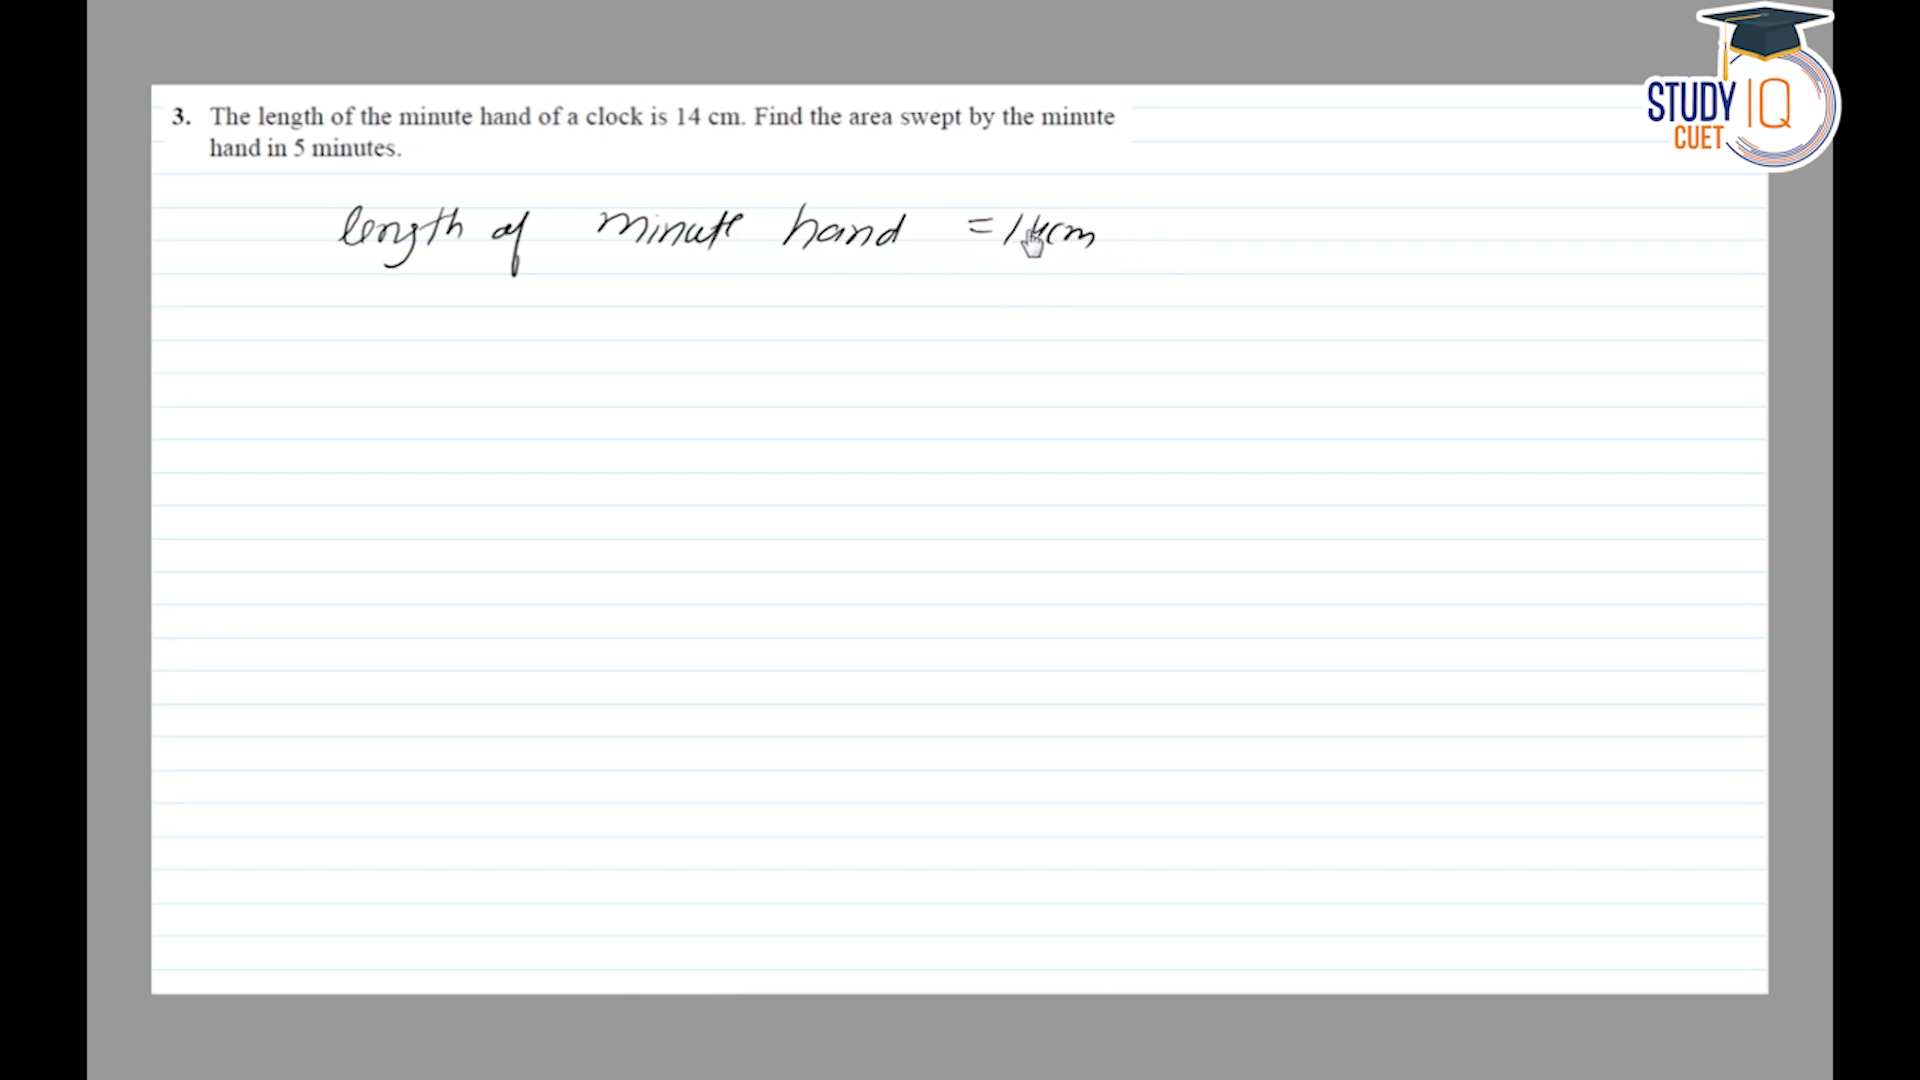 STUDY IQ
CUET
3. The length of the minute hand of a clock is 14 cm. Find the area swept by the minute
hand in 5 minutes.
length of minute hand = 14cm